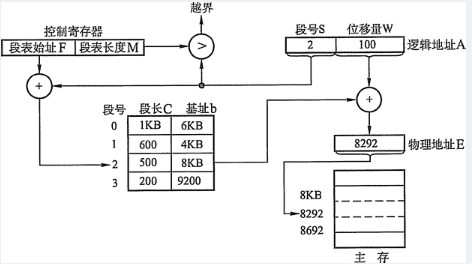 越界
控制寄存器
段表始址F 段表长度M
>
段号S 位移量W
2 100 逻辑地址A
+
+
段号 段长C 基址b
0 1KB 6KB
1 600 4KB
2 500 8KB
3 200 9200
8292 物理地址E
8KB
8292
8692
主存